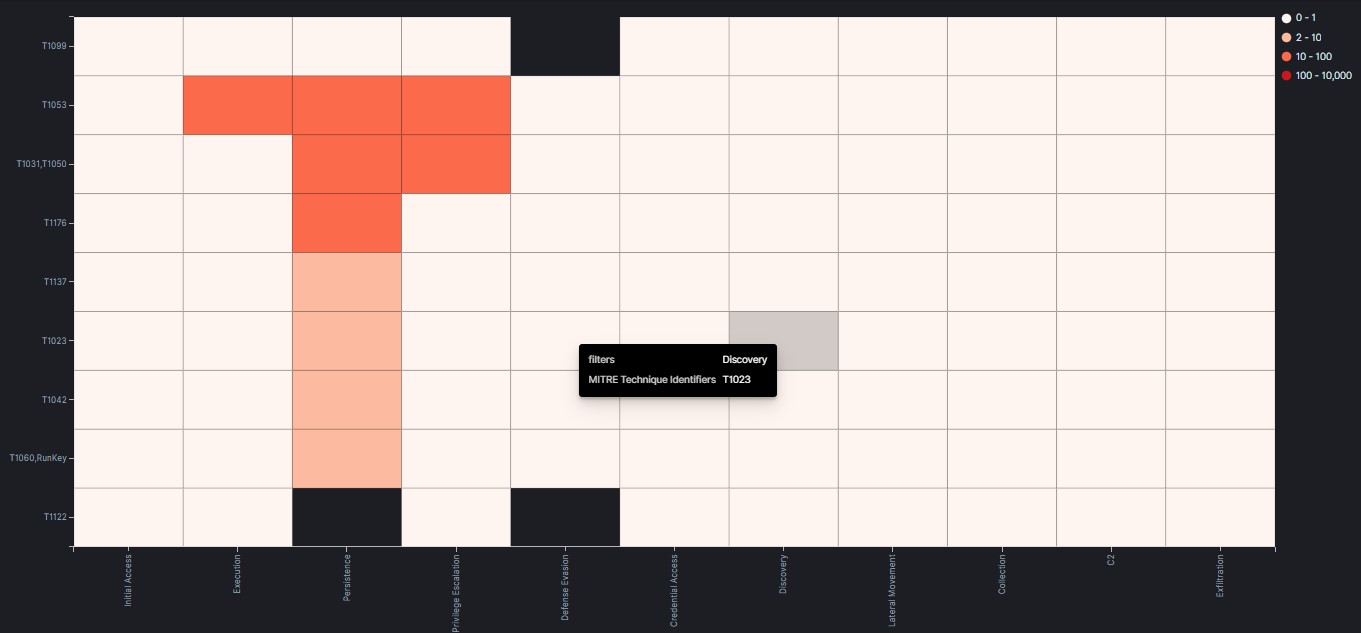 T1099
T1053
T1031,T1050
T1176
T1137
T1023
T1042
T1060,RunKey
T1122
Initial Access
Execution
Persistence
Privilege Escalation
Defense Evasion
Credential Access
Discovery
Lateral Movement
Collection
C2
Exfiltration
filters Discovery
MITRE Technique Identifiers T1023
0 - 1
2 - 10
10 - 100
100 - 10,000